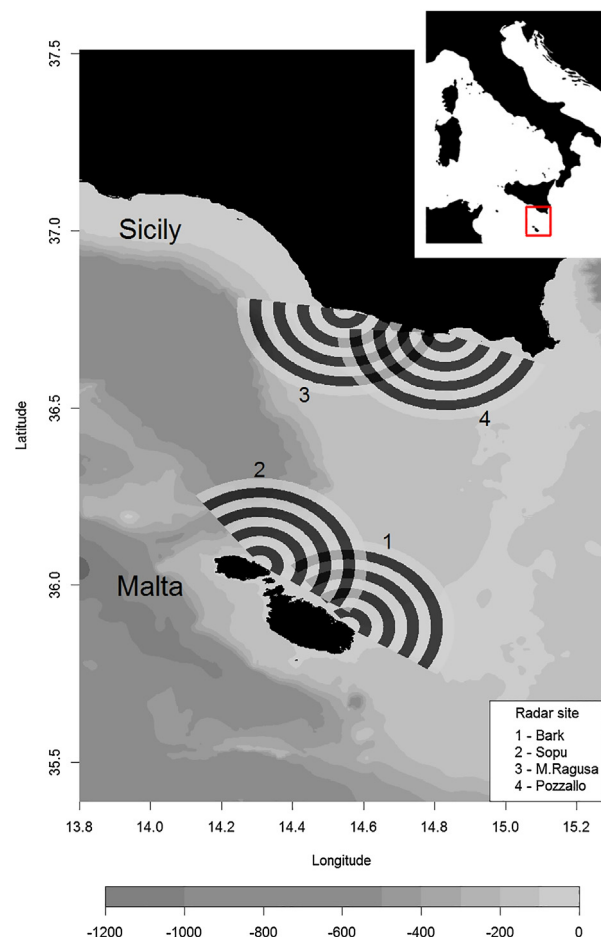 37.5
37.0
36.5
36.0
35.5
Latitude
Sicily
3
4
2
1
Malta
Radar site
1 - Bark
2 - Sopu
3 - M.Ragusa
4 - Pozzallo
13.8 14.0 14.2 14.4 14.6 14.8 15.0 15.2
Longitude
-1200 -1000 -800 -600 -400 -200 0